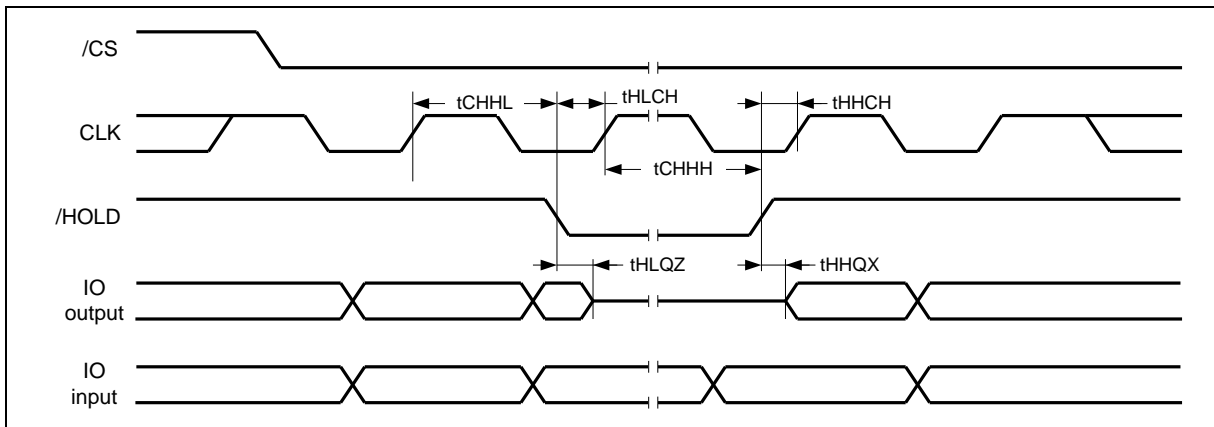 /CS
tCHHL
tHLCH
tHHCH
CLK
tCHHH
/HOLD
tHLQZ
tHHQX
IO
output
IO
input